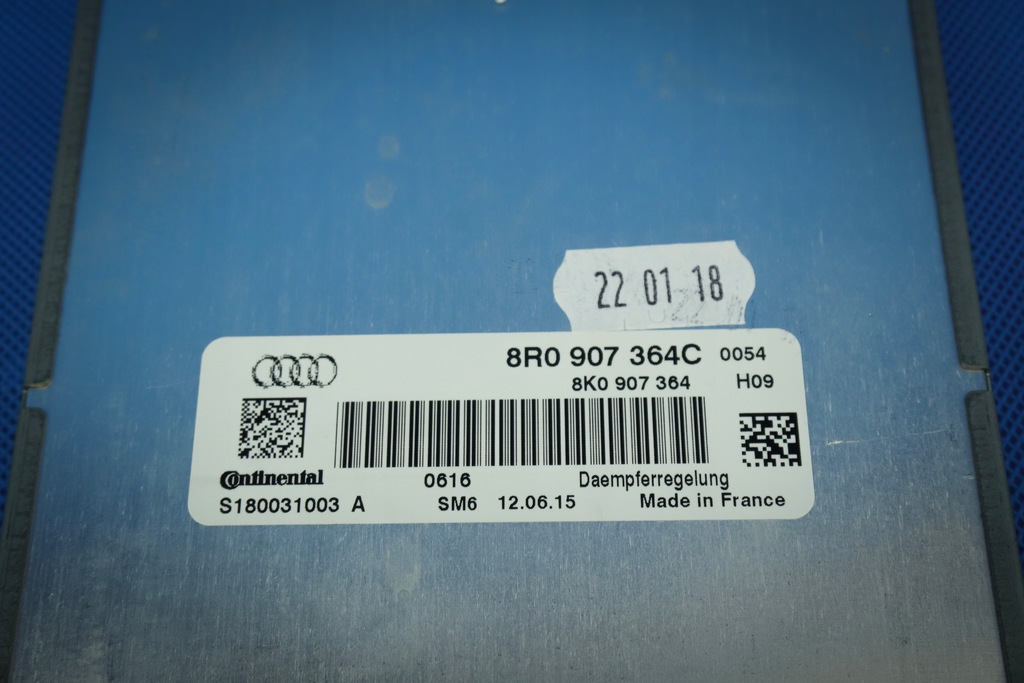 22 01 18
8R0 907 364C 0054
8K0 907 364 H09
Continental 0616 Daempferregelung
S180031003 A SM6 12.06.15 Made in France